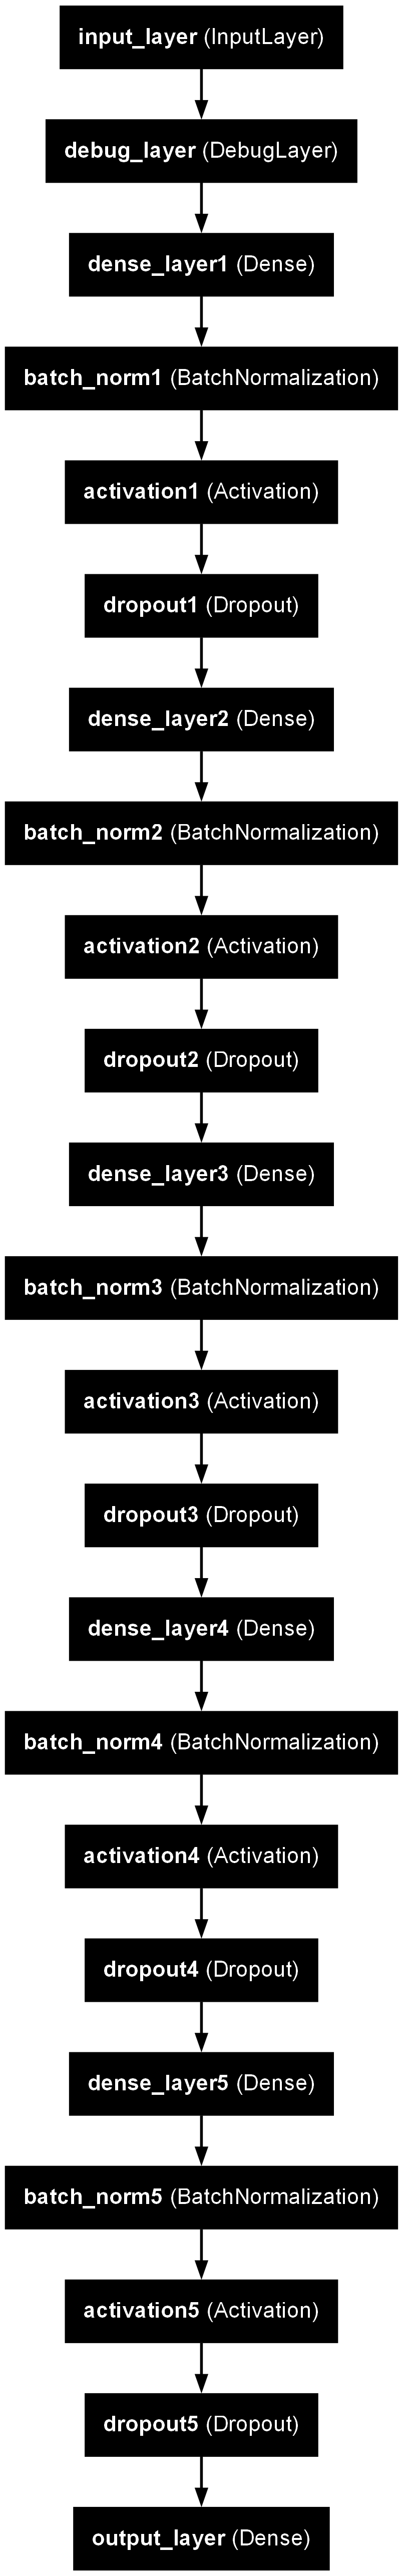 input_layer (InputLayer)
debug_layer (DebugLayer)
dense_layer1 (Dense)
batch_norm1 (BatchNormalization)
activation1 (Activation)
dropout1 (Dropout)
dense_layer2 (Dense)
batch_norm2 (BatchNormalization)
activation2 (Activation)
dropout2 (Dropout)
dense_layer3 (Dense)
batch_norm3 (BatchNormalization)
activation3 (Activation)
dropout3 (Dropout)
dense_layer4 (Dense)
batch_norm4 (BatchNormalization)
activation4 (Activation)
dropout4 (Dropout)
dense_layer5 (Dense)
batch_norm5 (BatchNormalization)
activation5 (Activation)
dropout5 (Dropout)
output_layer (Dense)